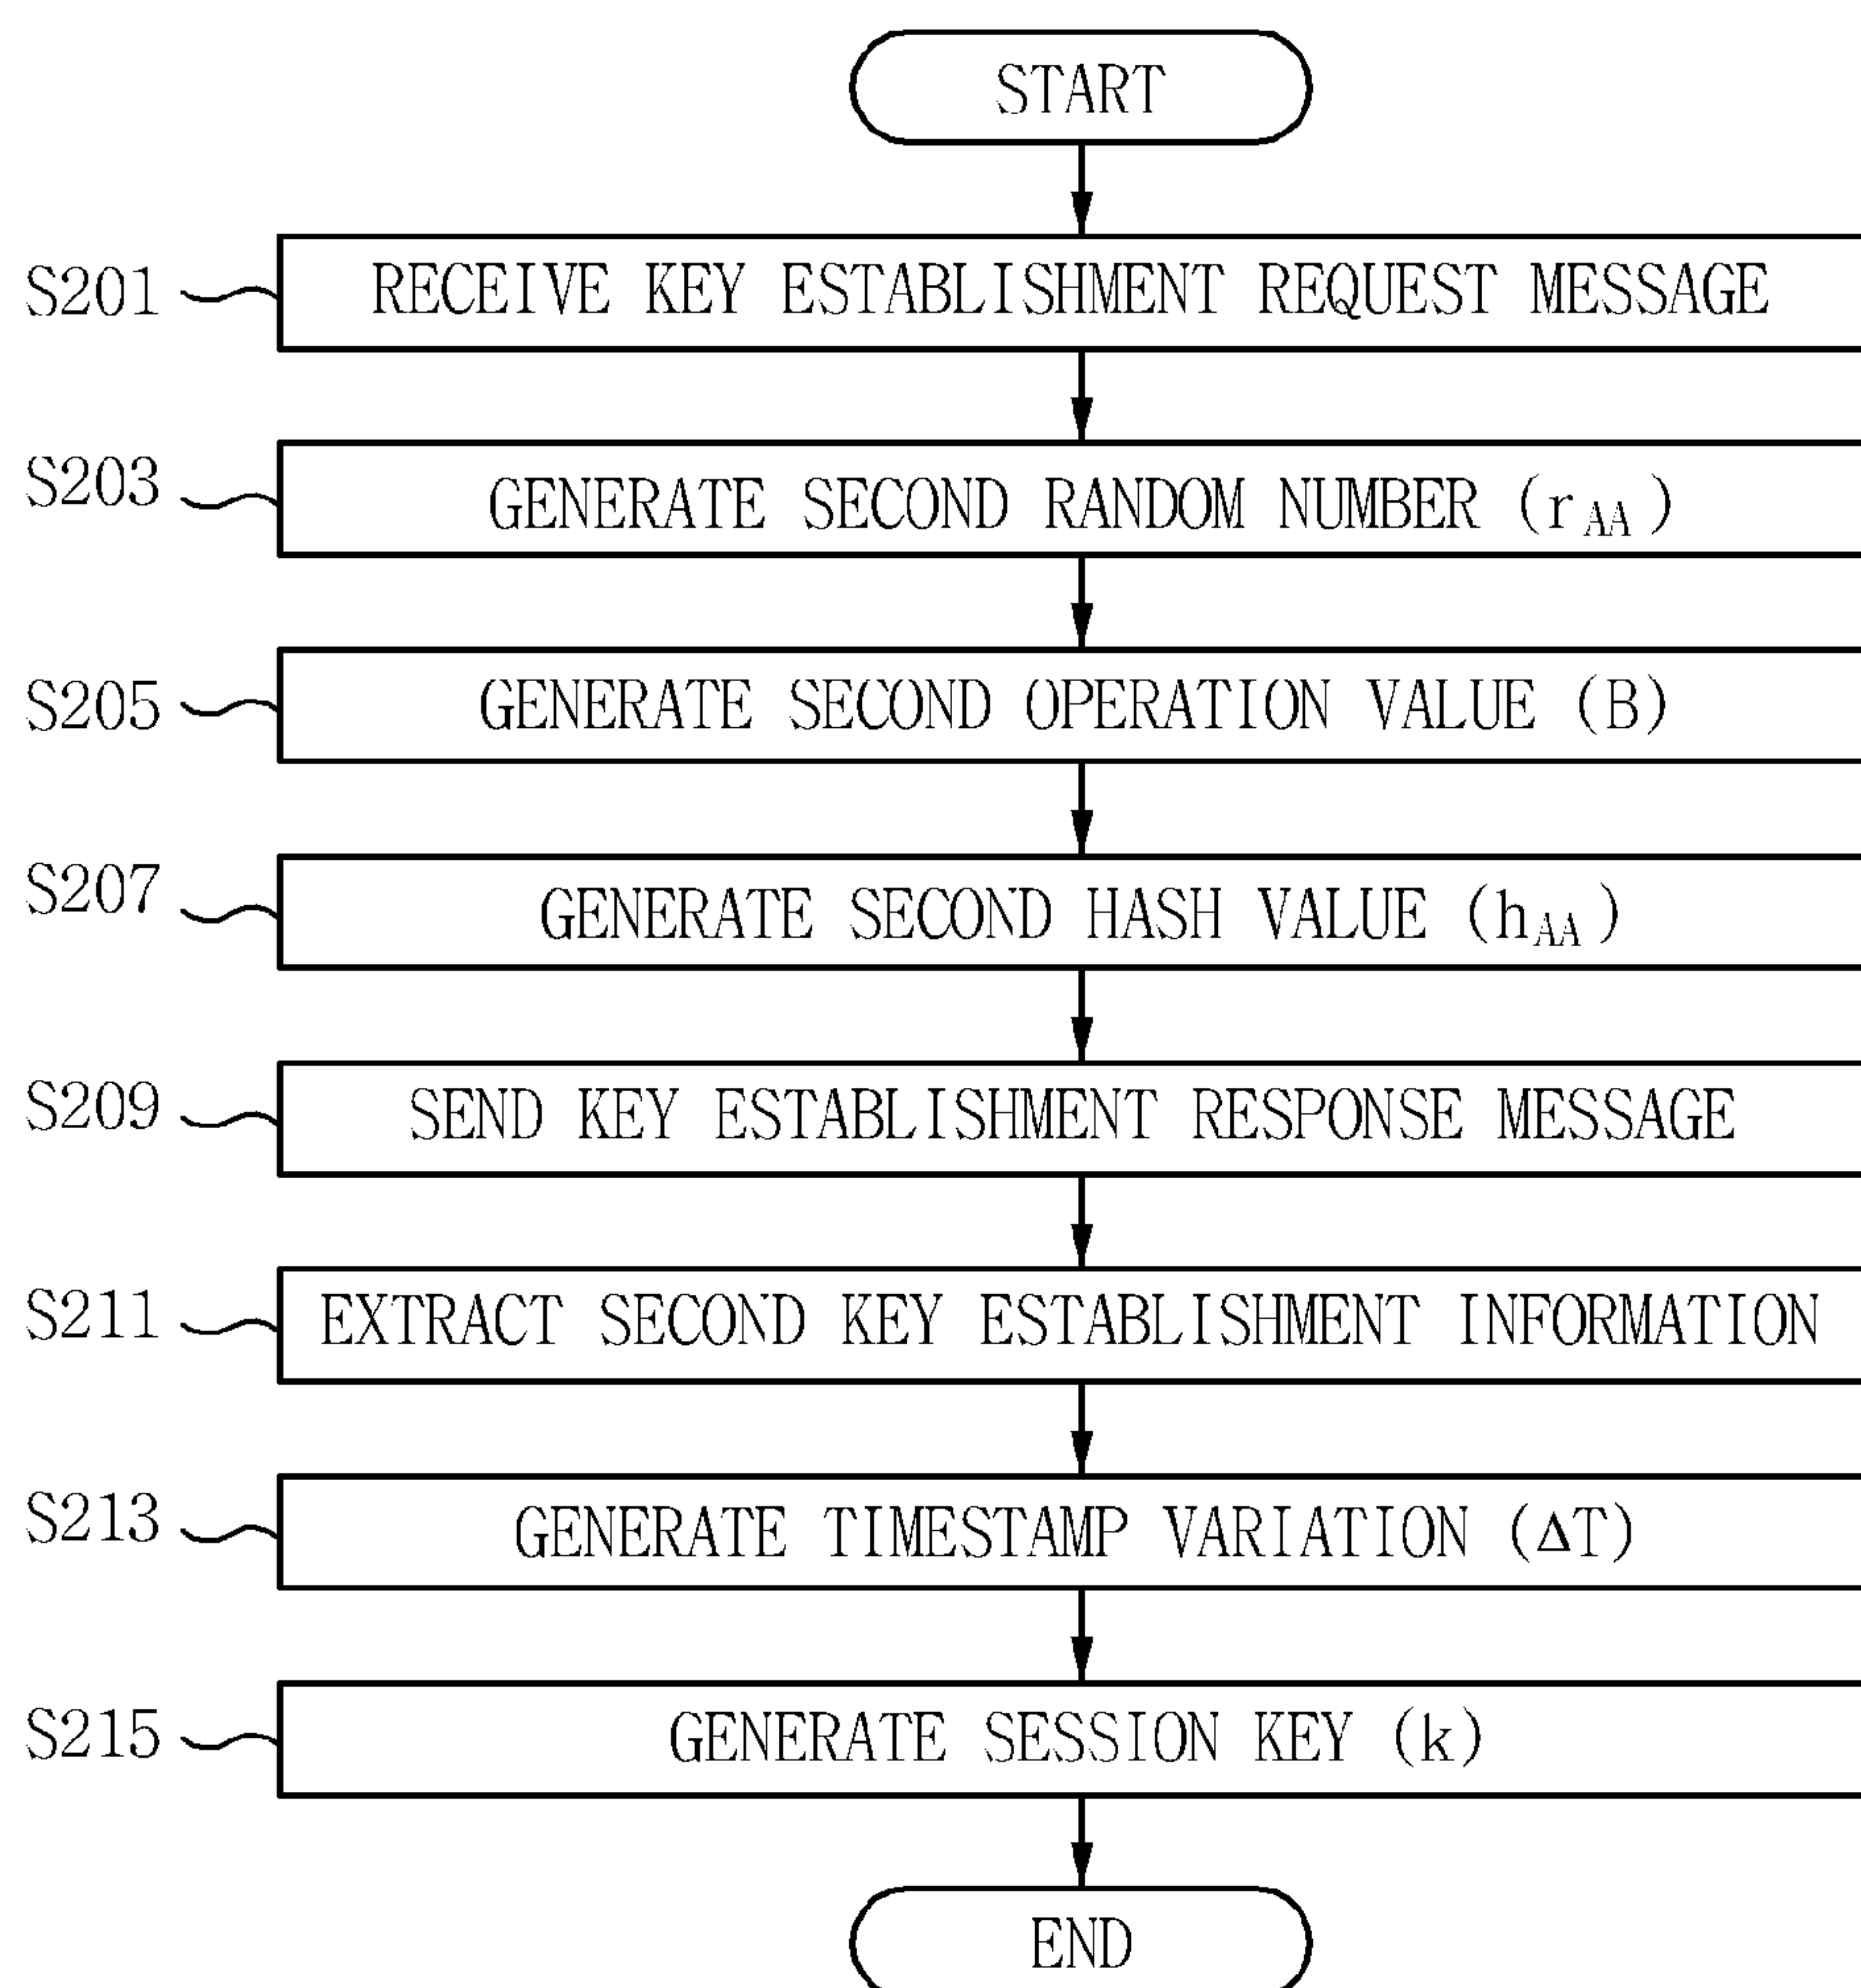 START
S201 RECEIVE KEY ESTABLISHMENT REQUEST MESSAGE
S203 GENERATE SECOND RANDOM NUMBER (rAA)
S205 GENERATE SECOND OPERATION VALUE (B)
S207 GENERATE SECOND HASH VALUE (hAA)
S209 SEND KEY ESTABLISHMENT RESPONSE MESSAGE
S211 EXTRACT SECOND KEY ESTABLISHMENT INFORMATION
S213 GENERATE TIMESTAMP VARIATION (ΔT)
S215 GENERATE SESSION KEY (k)
END